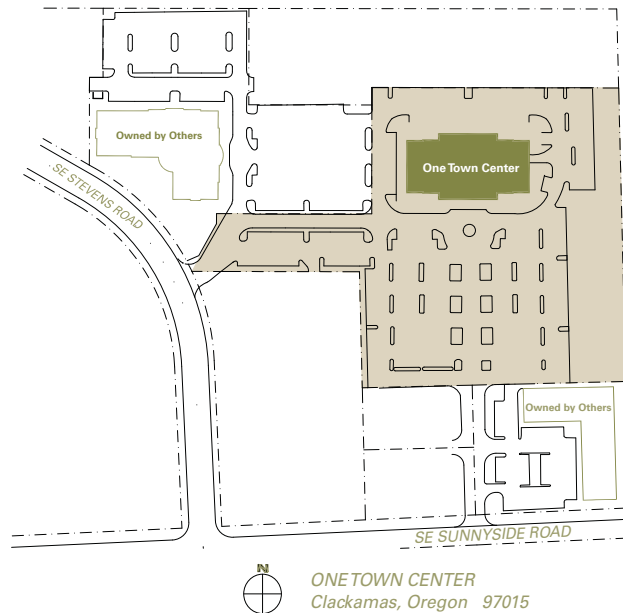 Owned by Others
One Town Center
SE STEVENS ROAD
Owned by Others
SE SUNNYSIDE ROAD
N
ONE TOWN CENTER
Clackamas, Oregon 97015